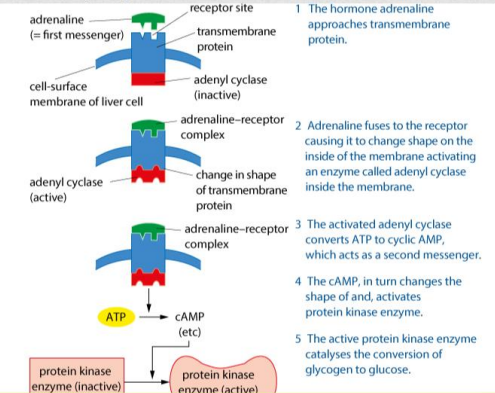 adrenaline
(= first messenger)
receptor site
transmembrane
protein
cell-surface
membrane of liver cell
adenyl cyclase
(inactive)
1 The hormone adrenaline
approaches transmembrane
protein.
adrenaline–receptor
complex
adenyl cyclase
(active)
change in shape
of transmembrane
protein
2 Adrenaline fuses to the receptor
causing it to change shape on the
inside of the membrane activating
an enzyme called adenyl cyclase
inside the membrane.
adrenaline–receptor
complex
3 The activated adenyl cyclase
converts ATP to cyclic AMP,
which acts as a second messenger.
ATP
cAMP
(etc)
4 The cAMP, in turn changes the
shape of and, activates
protein kinase enzyme.
protein kinase
enzyme (inactive)
protein kinase
enzyme (active)
5 The active protein kinase enzyme
catalyses the conversion of
glycogen to glucose.